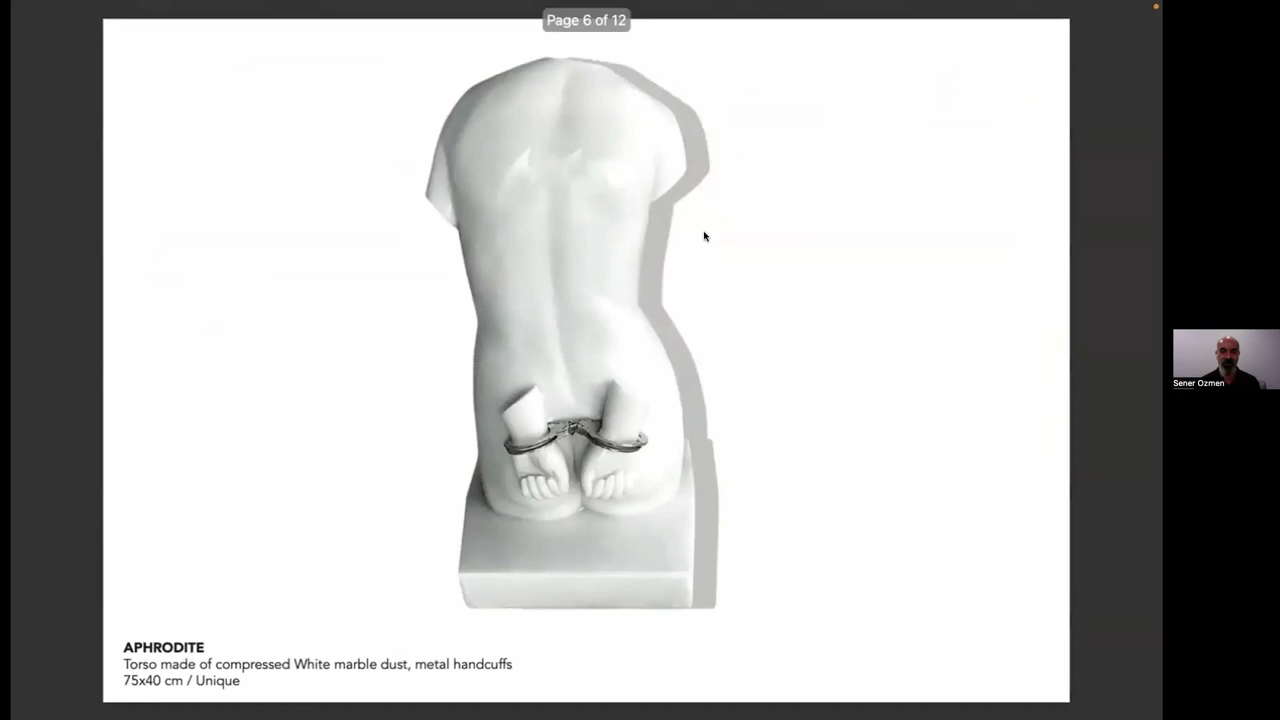 Page 6 of 12
Sener Ozmen
APHRODITE
Torso made of compressed White marble dust, metal handcuffs
75x40 cm / Unique